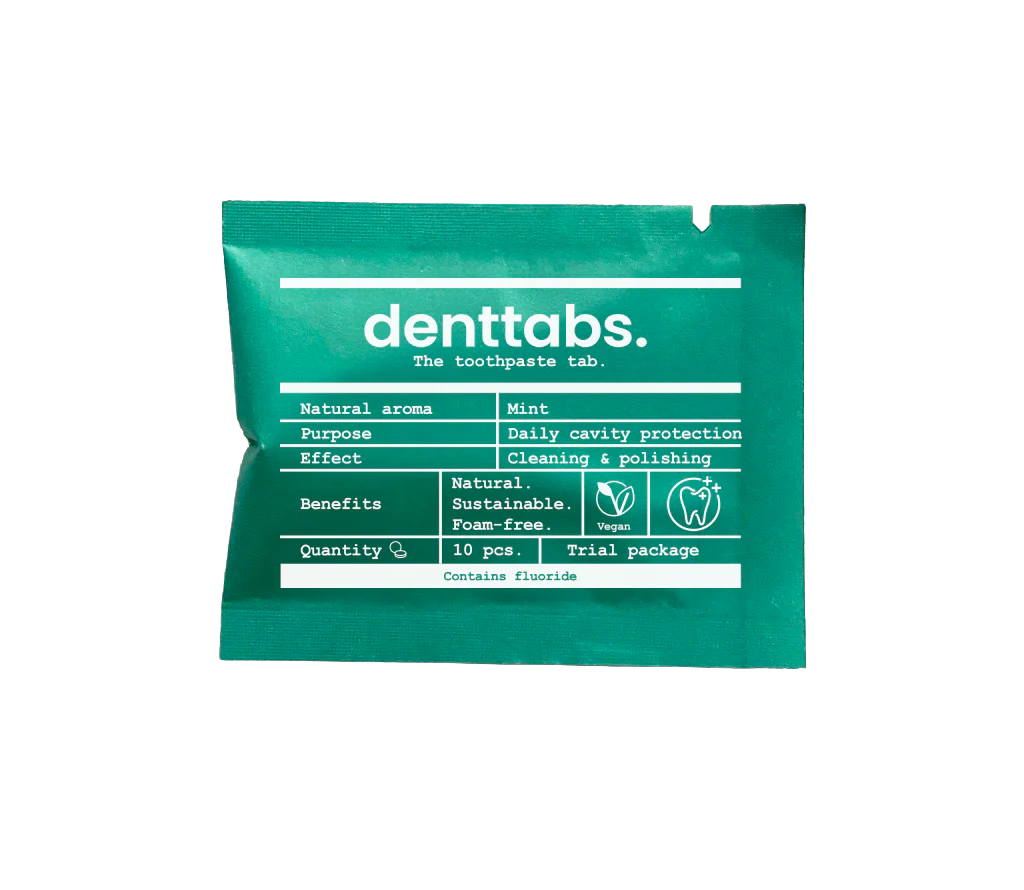 denttabs.
The toothpaste tab.
Natural aroma Mint
Purpose Daily cavity protection
Effect Cleaning & polishing
Benefits
Natural.
Sustainable.
Foam-free.
Vegan
Quantity 10 pcs. Trial package
Contains fluoride